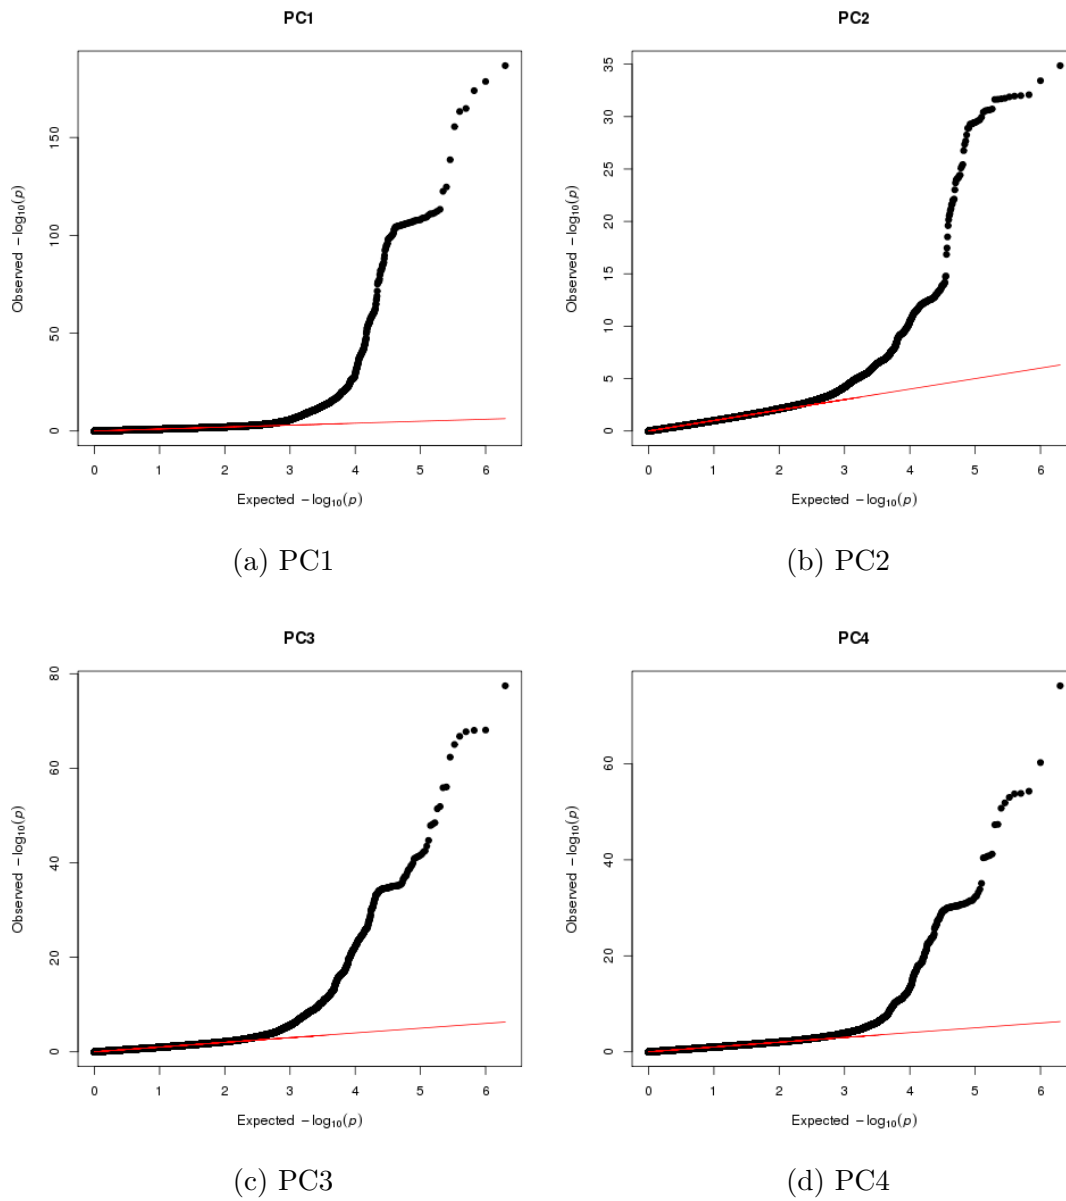 PC1
Observed −log₁₀(p)
150
100
50
0
0 1 2 3 4 5 6
Expected −log₁₀(p)
(a) PC1
PC2
Observed −log₁₀(p)
35
30
25
20
15
10
5
0
0 1 2 3 4 5 6
Expected −log₁₀(p)
(b) PC2
PC3
Observed −log₁₀(p)
80
60
40
20
0
0 1 2 3 4 5 6
Expected −log₁₀(p)
(c) PC3
PC4
Observed −log₁₀(p)
60
40
20
0
0 1 2 3 4 5 6
Expected −log₁₀(p)
(d) PC4